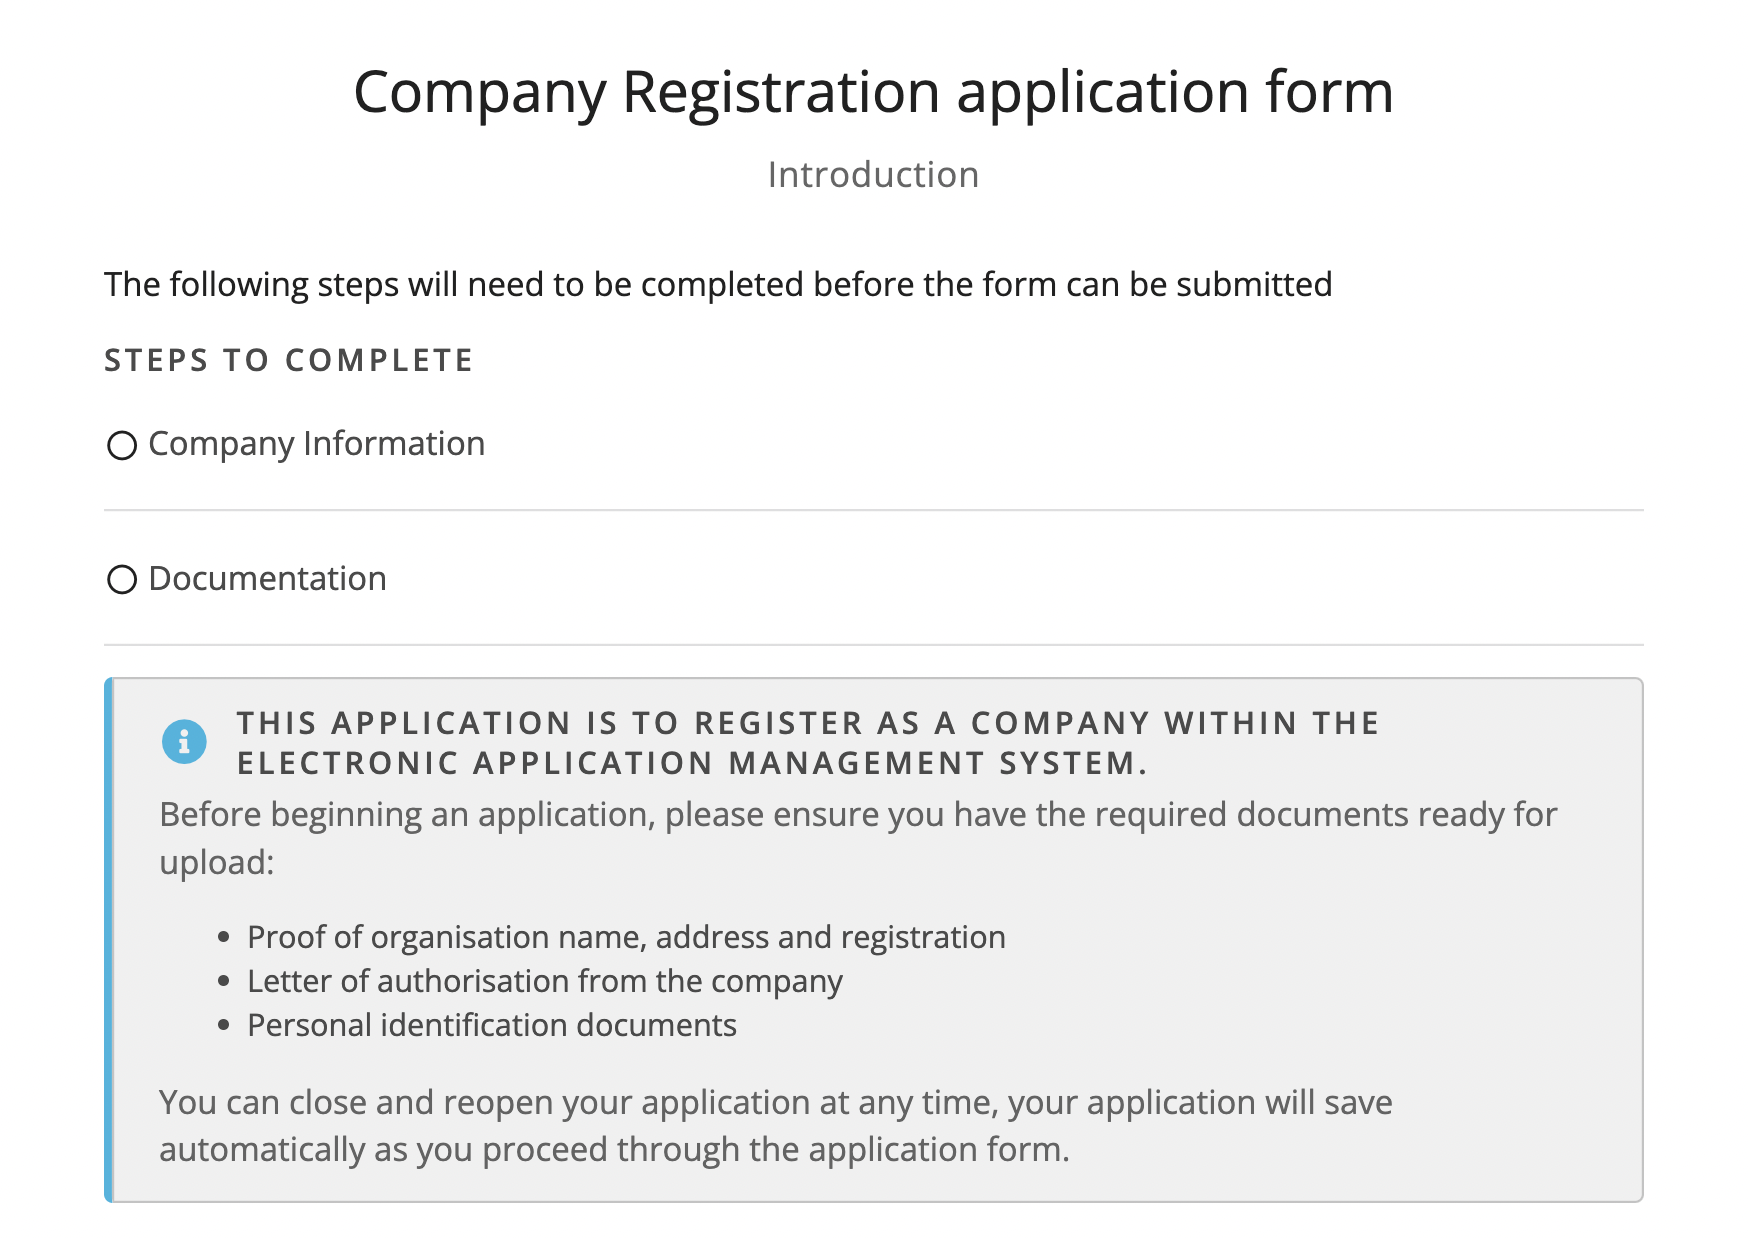 Company Registration application form
Introduction
The following steps will need to be completed before the form can be submitted
STEPS TO COMPLETE
Company Information
Documentation
THIS APPLICATION IS TO REGISTER AS A COMPANY WITHIN THE
ELECTRONIC APPLICATION MANAGEMENT SYSTEM.
Before beginning an application, please ensure you have the required documents ready for
upload:
• Proof of organisation name, address and registration
• Letter of authorisation from the company
• Personal identification documents
You can close and reopen your application at any time, your application will save
automatically as you proceed through the application form.